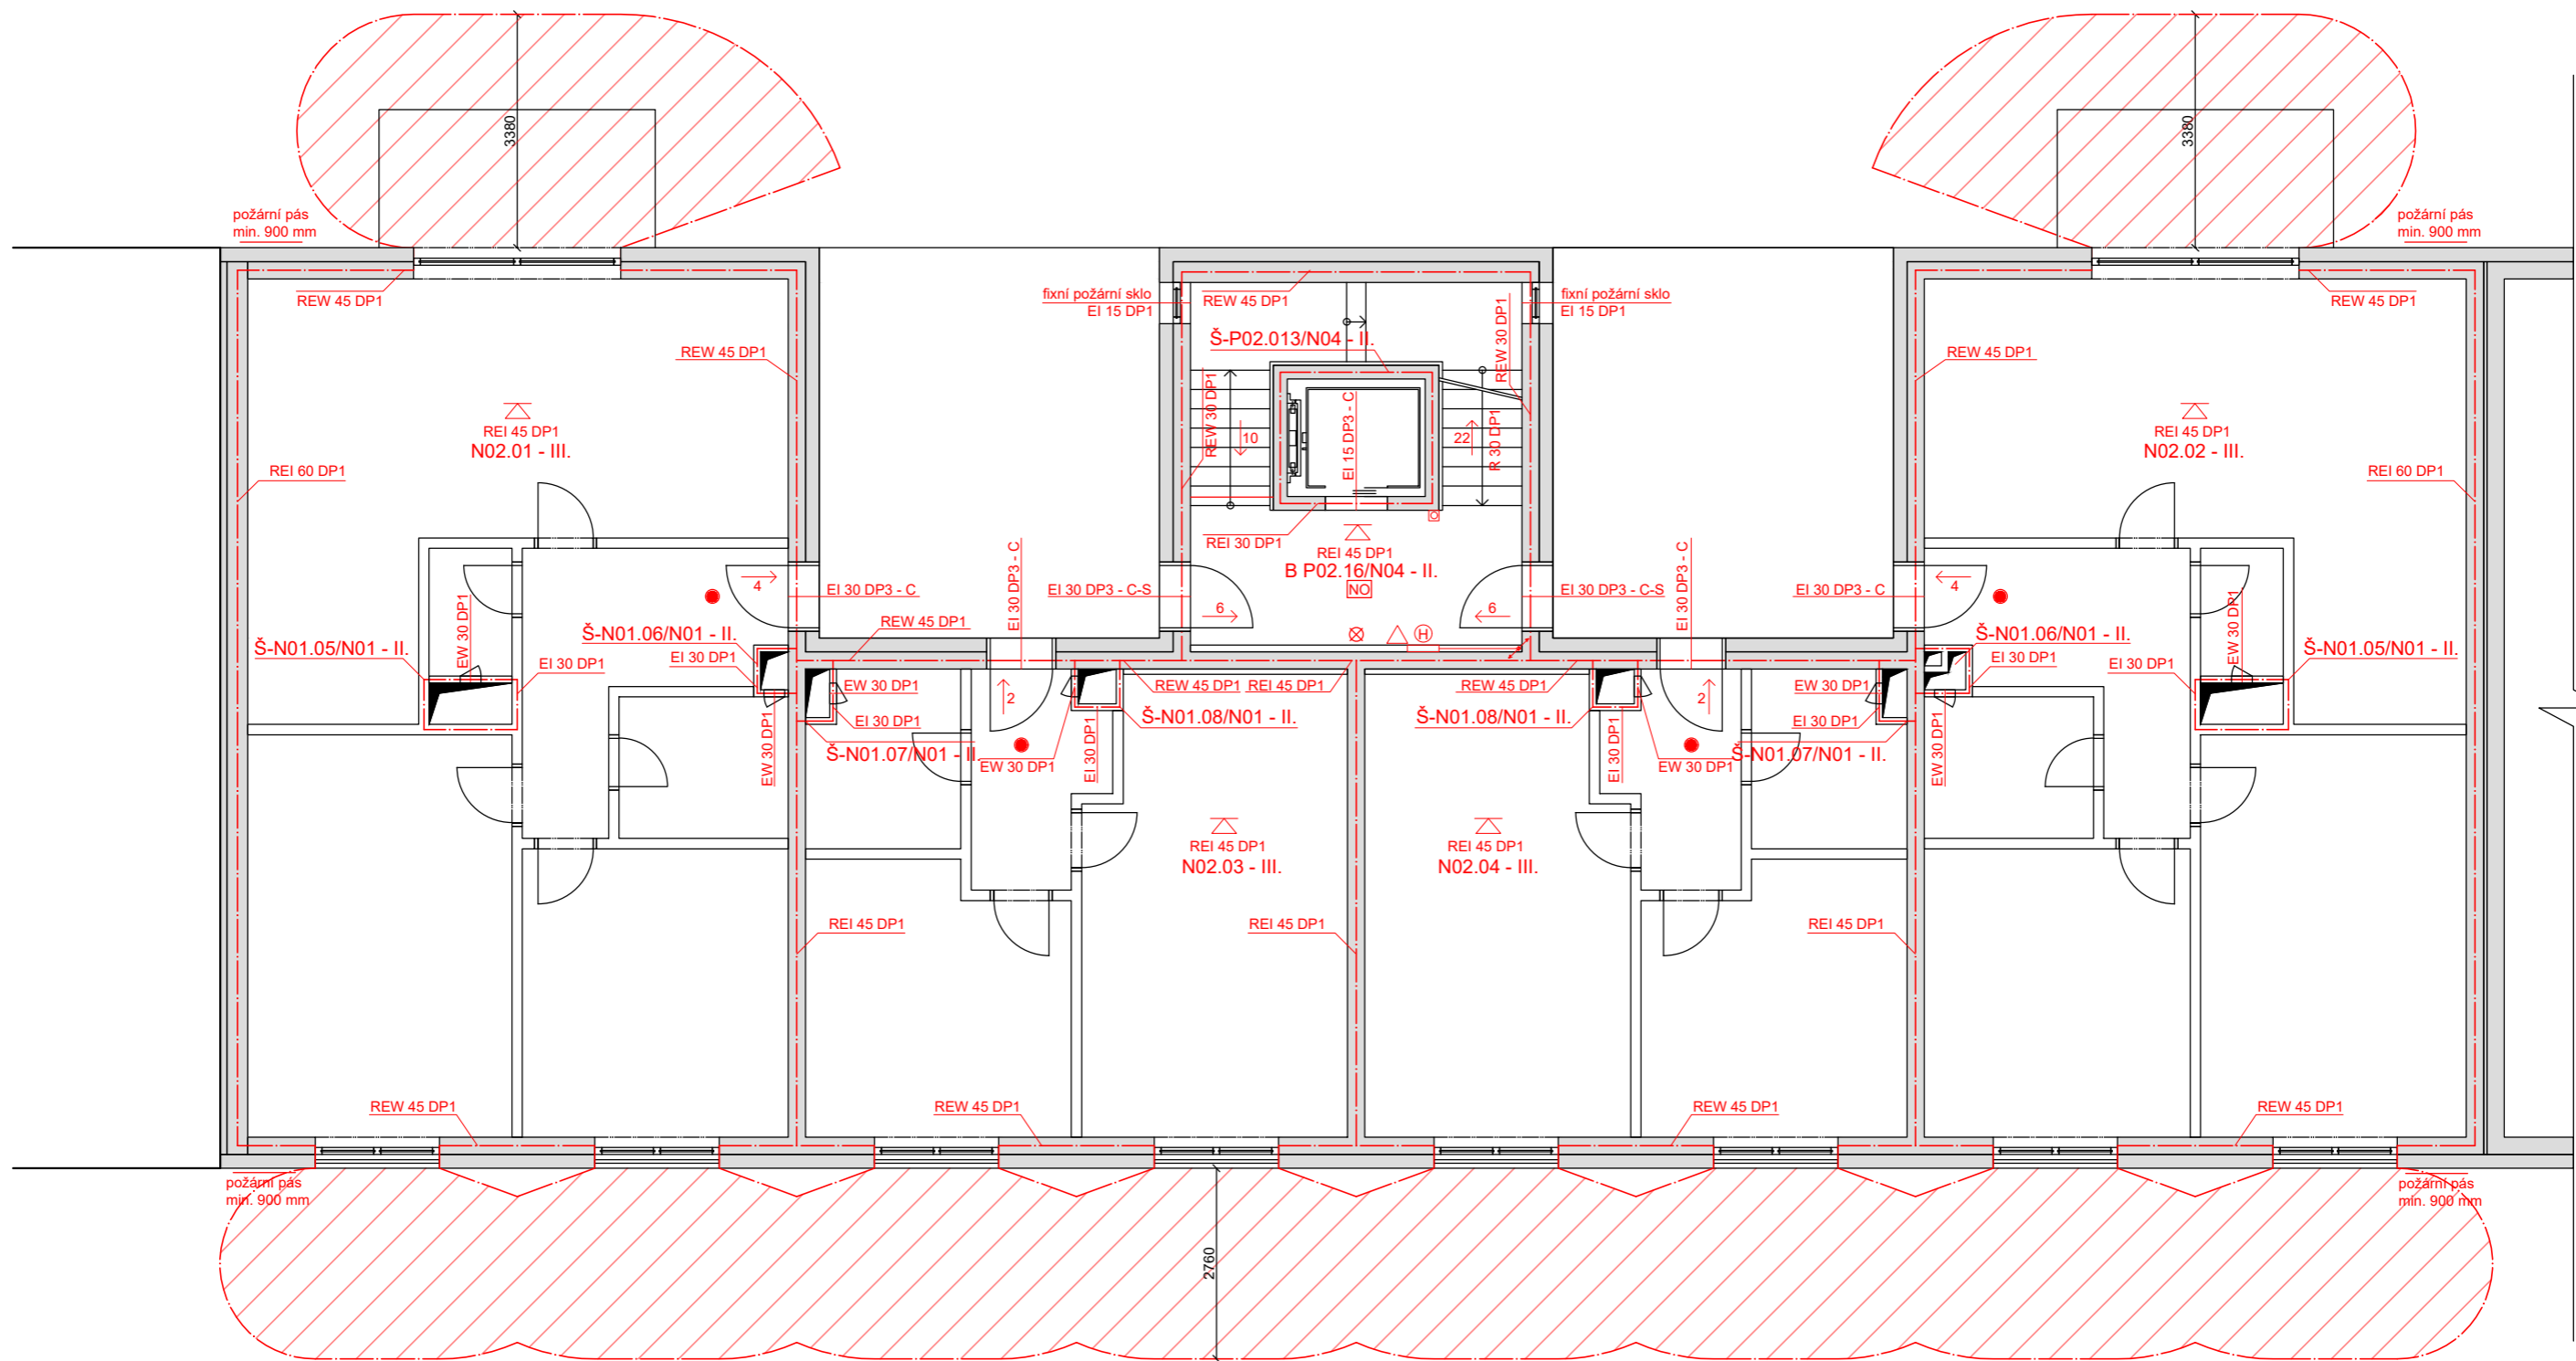 3380
3380
požární pás
min. 900 mm
požární pás
min. 900 mm
REW 45 DP1
fixní požární sklo
EI 15 DP1
REW 45 DP1
fixní požární sklo
EI 15 DP1
REW 45 DP1
Š-P02.013/N04 - II.
REW 30 DP1
REW 45 DP1
REW 45 DP1
REW 30 DP1
EI 15 DP3 - C
R 30 DP1
10
22
REI 45 DP1
N02.01 - III.
REI 45 DP1
N02.02 - III.
REI 60 DP1
REI 60 DP1
REI 30 DP1
REI 45 DP1
B P02.16/N04 - II.
NO
EI 30 DP3 - C
EI 30 DP3 - C
4
EI 30 DP3 - C
EI 30 DP3 - C-S
6
6
EI 30 DP3 - C-S
EI 30 DP3 - C
4
H
EW 30 DP1
Š-N01.05/N01 - II.
EI 30 DP1
Š-N01.06/N01 - II.
EI 30 DP1
REW 45 DP1
Š-N01.06/N01 - II.
EI 30 DP1
EI 30 DP1
EW 30 DP1
Š-N01.05/N01 - II.
EW 30 DP1
EW 30 DP1
EI 30 DP1
Š-N01.07/N01 - II.
2
EW 30 DP1
EI 30 DP1
REW 45 DP1
REI 45 DP1
Š-N01.08/N01 - II.
REW 45 DP1
Š-N01.08/N01 - II.
EI 30 DP1
EW 30 DP1
2
EW 30 DP1
EI 30 DP1
Š-N01.07/N01 - II.
EW 30 DP1
REI 45 DP1
N02.03 - III.
REI 45 DP1
N02.04 - III.
REI 45 DP1
REI 45 DP1
REI 45 DP1
REW 45 DP1
REW 45 DP1
REW 45 DP1
REW 45 DP1
požární pás
min. 900 mm
požární pás
min. 900 mm
2760